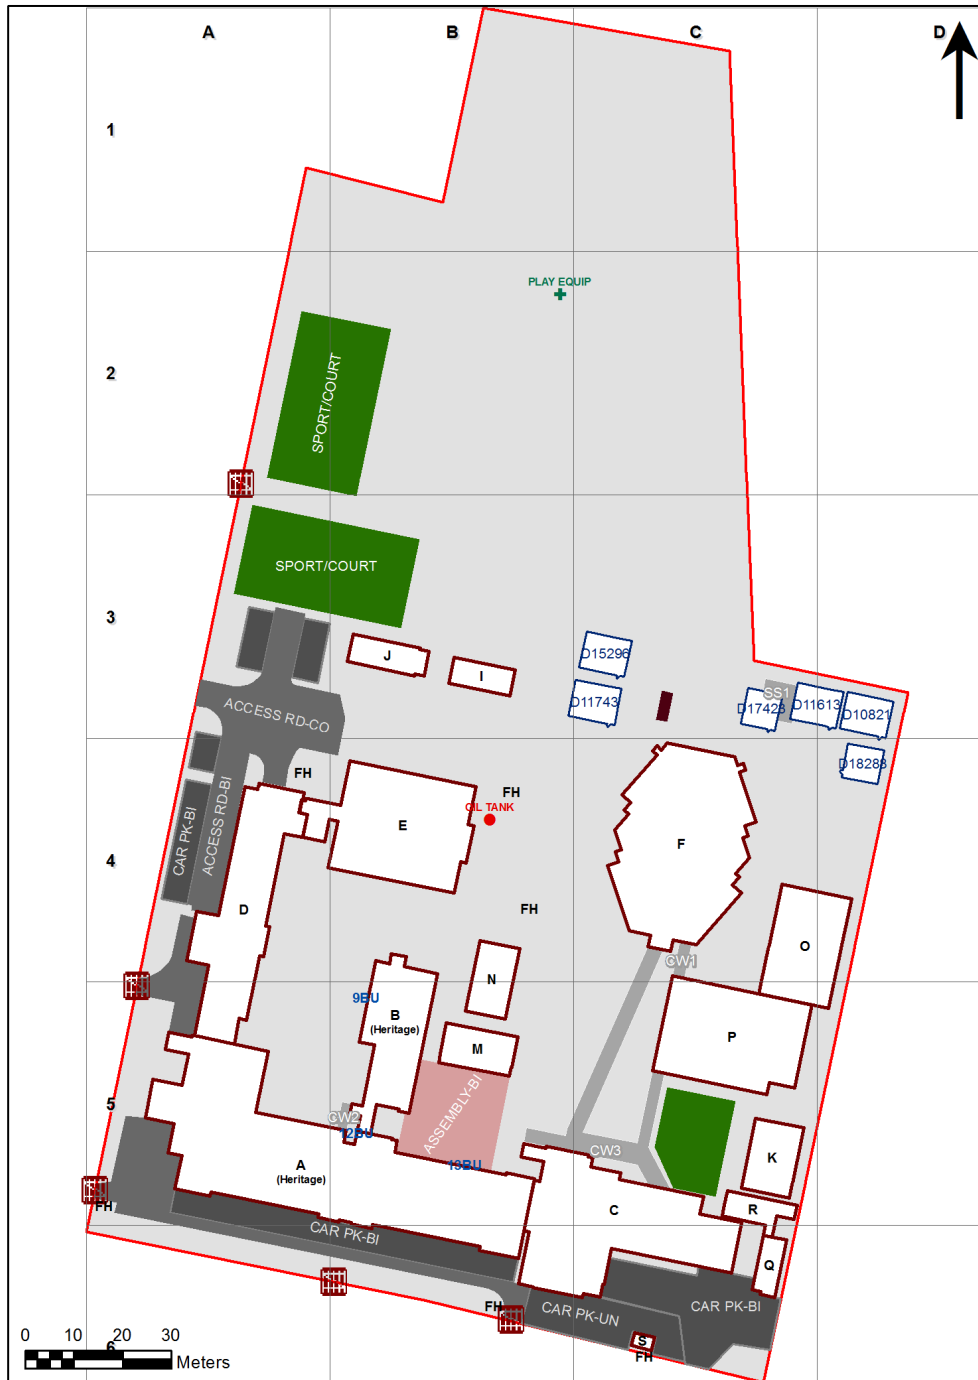 A
B
C
D
1
PLAY EQUIP
2
SPORT/COURT
SPORT/COURT
3
D15296
J
I
SS1
D11743
D17423
D11613
D10821
ACCESS RD-CO
D18288
FH
FH
OIL TANK
CAR PK-BI
ACCESS RD-BI
E
F
4
D
FH
O
CW1
N
9BU
B
(Heritage)
P
M
5
ASSEMBLY-BI
CW2
12BU
CW3
K
A
(Heritage)
13BU
FH
C
R
CAR PK-BI
Q
FH
CAR PK-UN
CAR PK-BI
S
FH
0 10 20 30
Meters
6